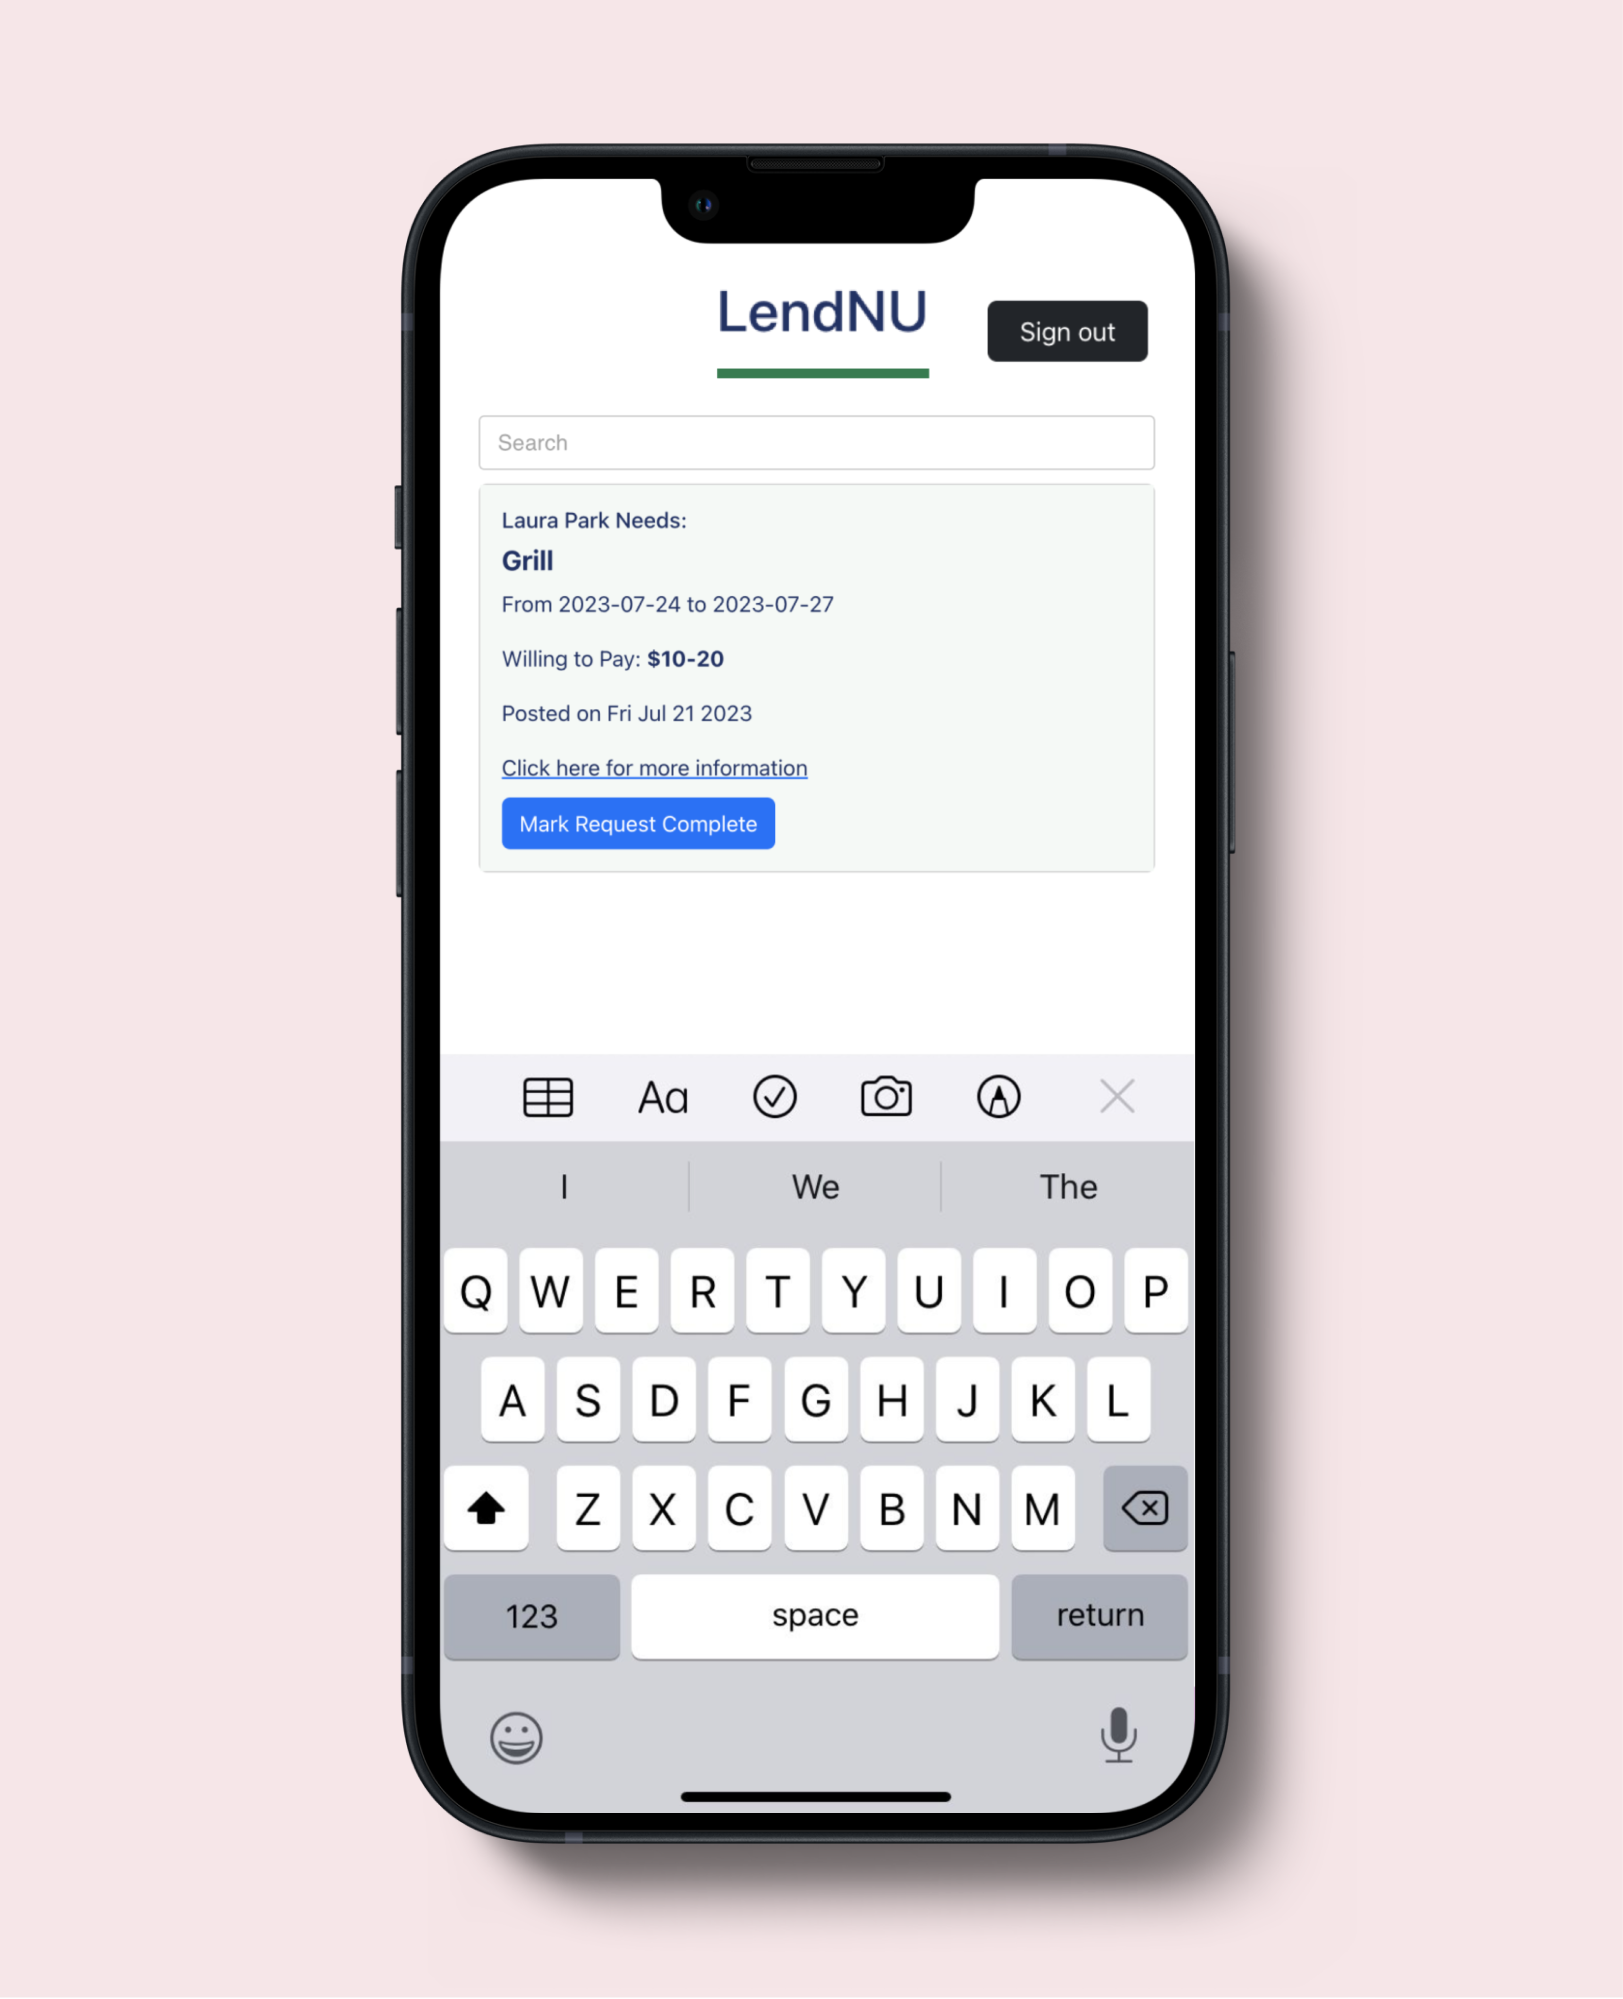 LendNU
Sign out
Search
Laura Park Needs:
Grill
From 2023-07-24 to 2023-07-27
Willing to Pay: $10-20
Posted on Fri Jul 21 2023
Click here for more information
Mark Request Complete
Aa
I We The
Q W E R T Y U I O P
A S D F G H J K L
Z X C V B N M
123 space return